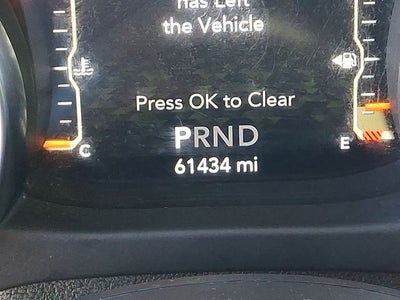 has Left
the Vehicle
Press OK to Clear
PRND
C
E
61434 mi